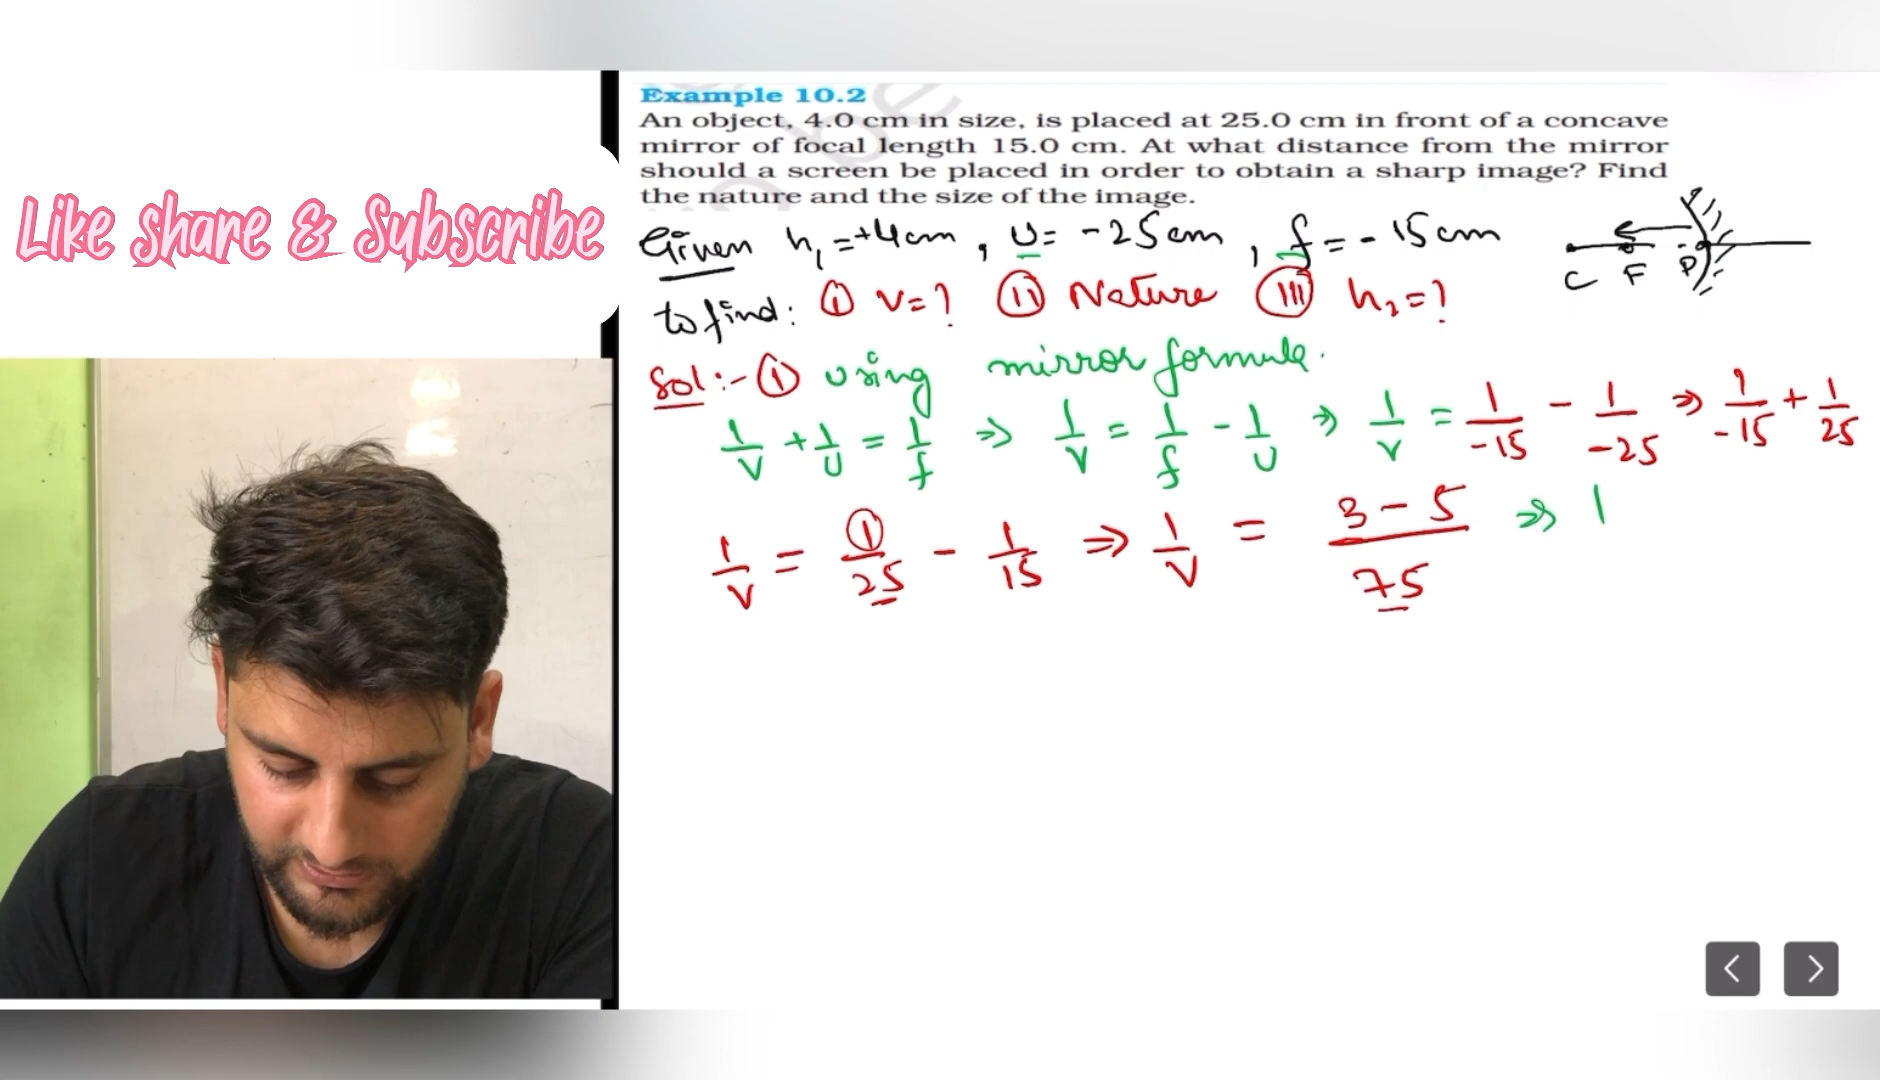 Like share & Subscribe
Example 10.2
An object, 4.0 cm in size, is placed at 25.0 cm in front of a concave
mirror of focal length 15.0 cm. At what distance from the mirror
should a screen be placed in order to obtain a sharp image? Find
the nature and the size of the image.
Given h₁ = +4cm , u = -25cm , f = -15cm
C F P
to find: ① v=? ⓘⓘ Nature ⓘⓘⓘ h₂=?
Sol:- ① using mirror formula.
1/v + 1/u = 1/f ⇒ 1/v = 1/f - 1/u ⇒ 1/v = 1/-15 - 1/-25 ⇒ 1/-15 + 1/25
1/v = 1/25 - 1/15 ⇒ 1/v = 3-5/75 ⇒ 1